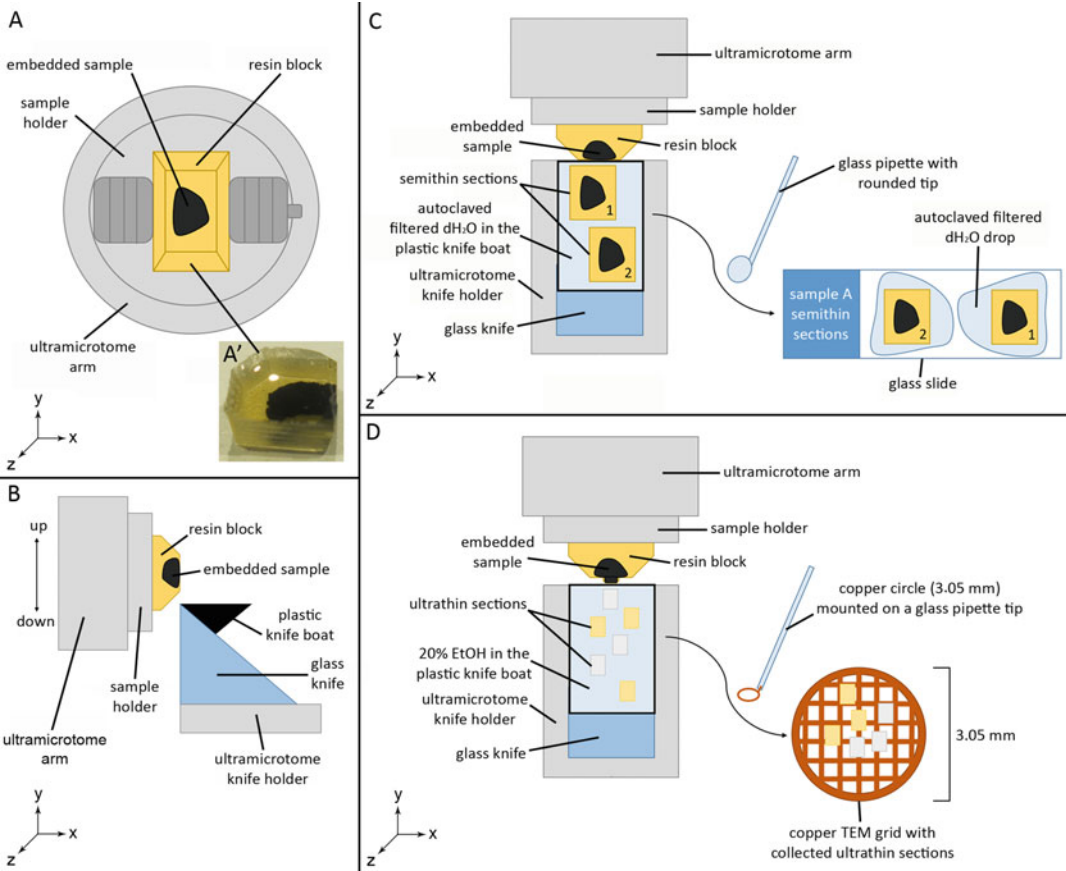 A
embedded sample
resin block
sample
holder
ultramicrotome
arm
A'
y
x
z
B
up
down
resin block
embedded sample
plastic
knife boat
glass
knife
sample
holder
ultramicrotome
arm
ultramicrotome
knife holder
y
x
z
C
ultramicrotome arm
sample holder
embedded
sample
resin block
semithin sections
1
autoclaved
filtered dH₂O in the
plastic knife boat
2
ultramicrotome
knife holder
glass knife
glass pipette with
rounded tip
autoclaved filtered
dH₂O drop
sample A
semithin
sections
2
1
glass slide
y
x
z
D
ultramicrotome arm
sample holder
embedded
sample
resin block
ultrathin sections
20% EtOH in the
plastic knife boat
ultramicrotome
knife holder
glass knife
copper circle (3.05 mm)
mounted on a glass pipette tip
3.05 mm
copper TEM grid with
collected ultrathin sections
y
x
z